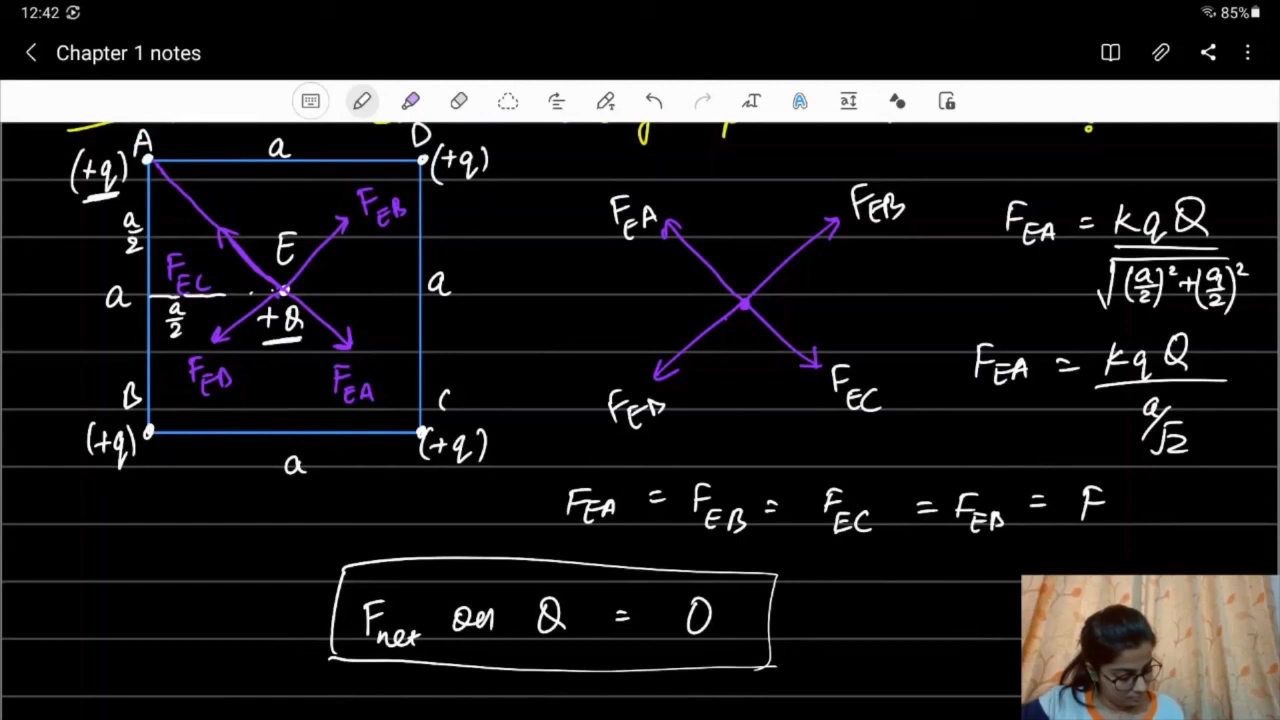 12:42
85%
Chapter 1 notes
A
a
D
(+q)
(+q)
a/2
F_EB
E
F_EC
a
a/2
+Q
a
F_ED
F_EA
B
C
(+q)
(+q)
a
F_EA
F_EB
F_ED
F_EC
F_EA = kqQ / √((a/2)² + (a/2)²)
F_EA = kqQ / a/√2
F_EA = F_EB = F_EC = F_ED = F
F_net on Q = 0